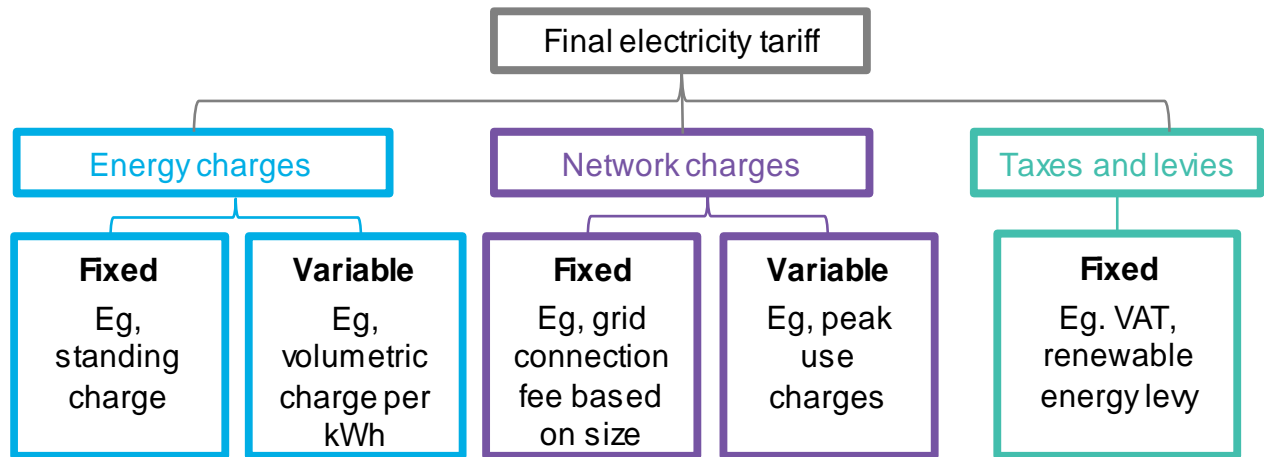 Final electricity tariff
Energy charges
Network charges
Taxes and levies
Fixed
Eg,
standing
charge
Variable
Eg,
volumetric
charge per
kWh
Fixed
Eg, grid
connection
fee based
on size
Variable
Eg, peak
use
charges
Fixed
Eg. VAT,
renewable
energy levy